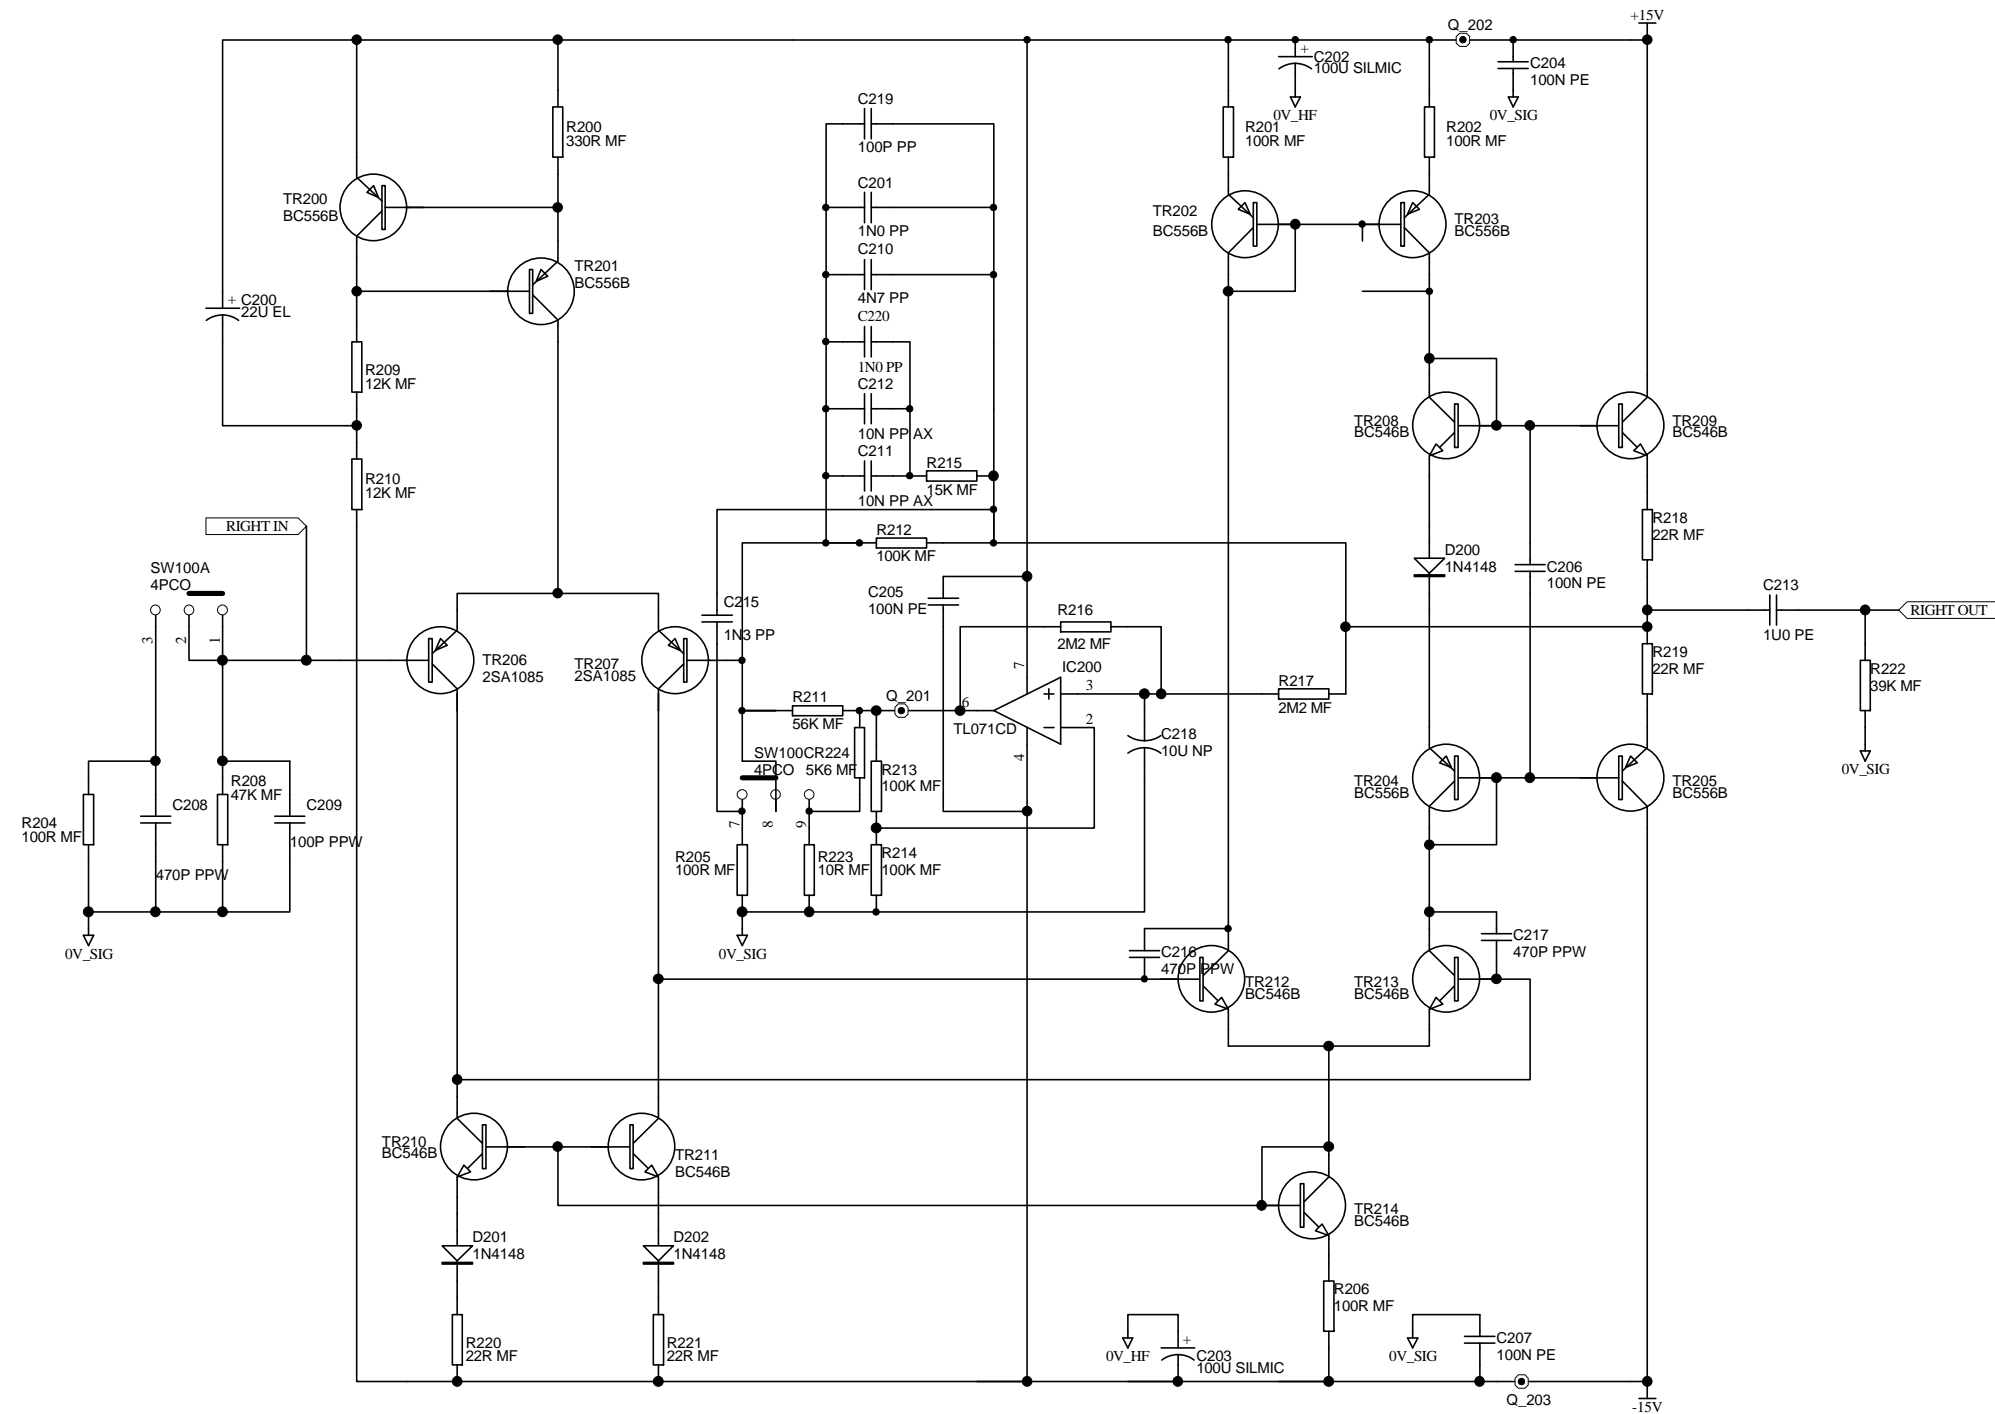 +15V
Q_202
C202
100U SILMIC
0V_HF
C204
100N PE
0V_SIG
C219
100P PP
R200
330R MF
R201
100R MF
R202
100R MF
TR200
BC556B
C201
1N0 PP
TR202
BC556B
TR203
BC556B
TR201
BC556B
C210
4N7 PP
+ C200
22U EL
C220
1N0 PP
R209
12K MF
C212
10N PP AX
TR208
BC546B
TR209
BC546B
C211
10N PP AX
R215
15K MF
R210
12K MF
RIGHT IN
R212
100K MF
R218
22R MF
SW100A
4PCO
3
2
1
D200
1N4148
C206
100N PE
C205
100N PE
C213
1U0 PE
RIGHT OUT
C215
1N3 PP
R216
2M2 MF
TR206
2SA1085
TR207
2SA1085
7
IC200
3
2
6
4
TL071CD
R217
2M2 MF
R219
22R MF
R222
39K MF
0V_SIG
R211
56K MF
Q_201
C218
10U NP
SW100C
4PCO
R224
5K6 MF
R213
100K MF
7
8
9
TR204
BC556B
TR205
BC556B
R204
100R MF
C208
470P PPW
R208
47K MF
C209
100P PPW
R205
100R MF
R223
10R MF
R214
100K MF
0V_SIG
0V_SIG
C216
470P PPW
C217
470P PPW
TR212
BC546B
TR213
BC546B
TR210
BC546B
TR211
BC546B
TR214
BC546B
D201
1N4148
D202
1N4148
R206
100R MF
R220
22R MF
R221
22R MF
0V_HF
+
C203
100U SILMIC
0V_SIG
C207
100N PE
Q_203
-15V